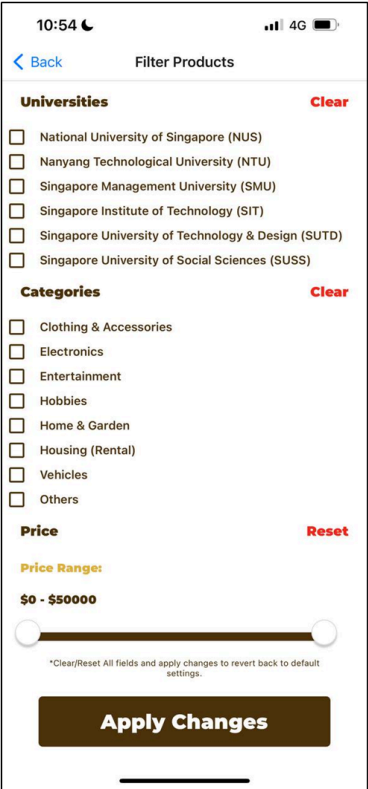 10:54 4G
Back Filter Products
Universities Clear
National University of Singapore (NUS)
Nanyang Technological University (NTU)
Singapore Management University (SMU)
Singapore Institute of Technology (SIT)
Singapore University of Technology & Design (SUTD)
Singapore University of Social Sciences (SUSS)
Categories Clear
Clothing & Accessories
Electronics
Entertainment
Hobbies
Home & Garden
Housing (Rental)
Vehicles
Others
Price Reset
Price Range:
$0 - $50000
*Clear/Reset All fields and apply changes to revert back to default
settings.
Apply Changes